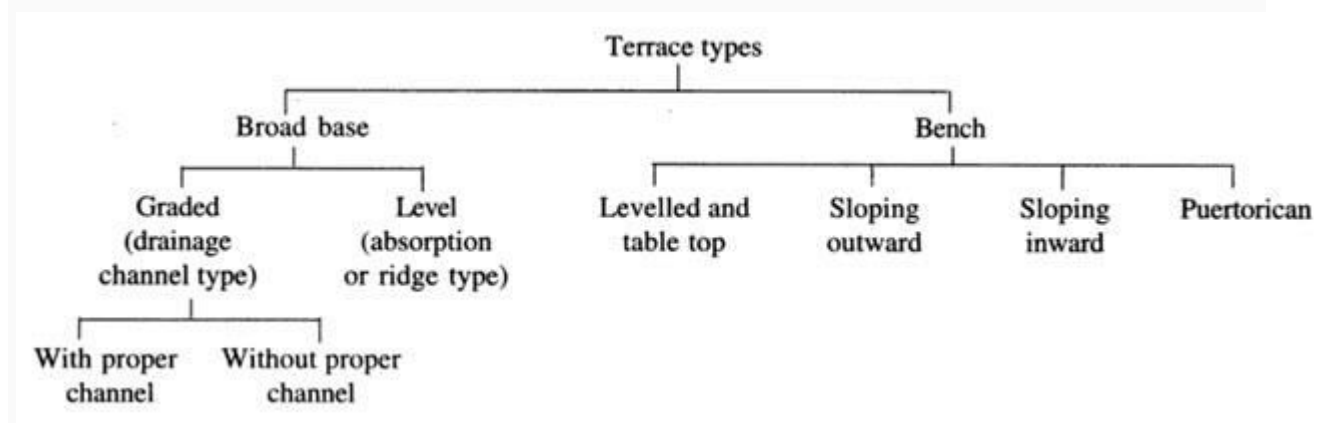 Terrace types
Broad base
Bench
Graded
(drainage
channel type)
Level
(absorption
or ridge type)
Levelled and
table top
Sloping
outward
Sloping
inward
Puertorican
With proper
channel
Without proper
channel